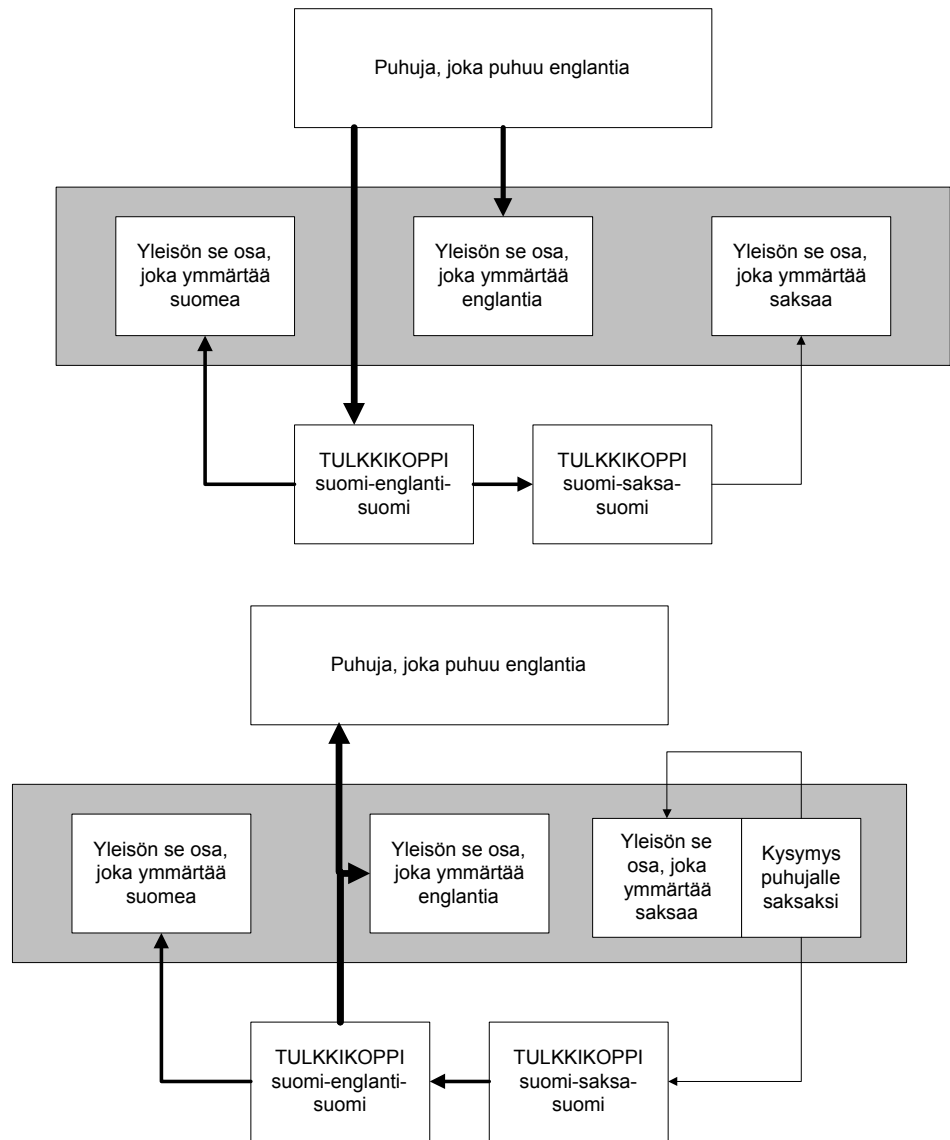 Puhuja, joka puhuu englantia
Yleisön se osa,
joka ymmärtää
suomea
Yleisön se osa,
joka ymmärtää
englantia
Yleisön se osa,
joka ymmärtää
saksaa
TULKKIKOPPI
suomi-englanti-
suomi
TULKKIKOPPI
suomi-saksa-
suomi
Puhuja, joka puhuu englantia
Yleisön se osa,
joka ymmärtää
suomea
Yleisön se osa,
joka ymmärtää
englantia
Yleisön se
osa, joka
ymmärtää
saksaa
Kysymys
puhujalle
saksaksi
TULKKIKOPPI
suomi-englanti-
suomi
TULKKIKOPPI
suomi-saksa-
suomi